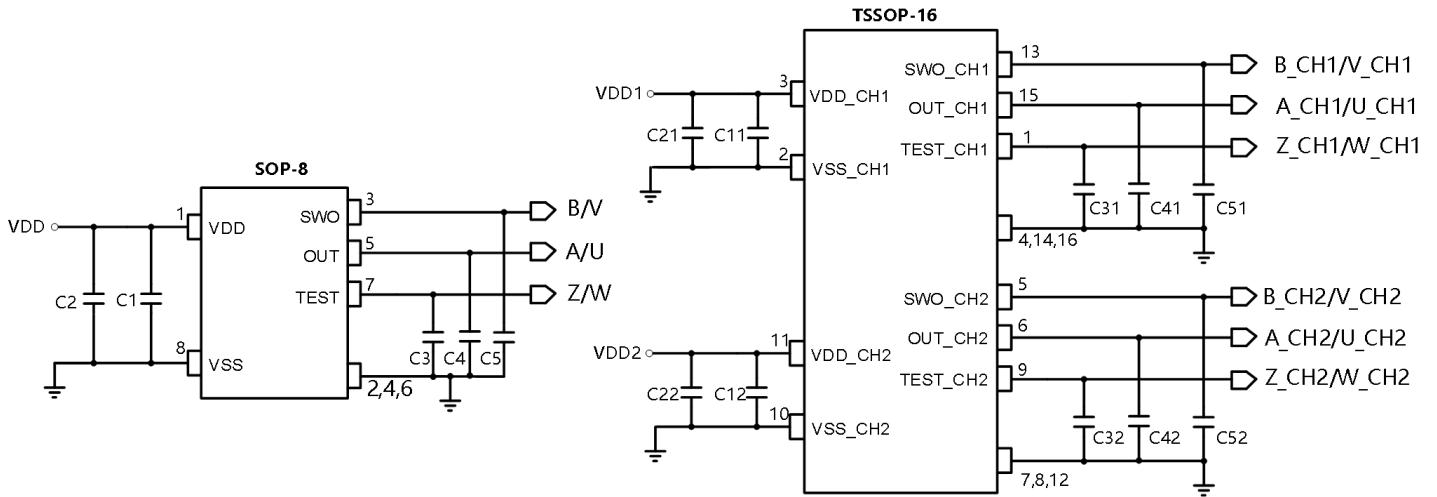 SOP-8
VDD
C2
C1
1
VDD
8
VSS
SWO
3
B/V
OUT
5
A/U
TEST
7
Z/W
C3
C4
C5
2,4,6
TSSOP-16
VDD1
C21
C11
3
VDD_CH1
2
VSS_CH1
SWO_CH1
13
B_CH1/V_CH1
OUT_CH1
15
A_CH1/U_CH1
TEST_CH1
1
Z_CH1/W_CH1
C31
C41
C51
4,14,16
VDD2
C22
C12
11
VDD_CH2
10
VSS_CH2
SWO_CH2
5
B_CH2/V_CH2
OUT_CH2
6
A_CH2/U_CH2
TEST_CH2
9
Z_CH2/W_CH2
C32
C42
C52
7,8,12